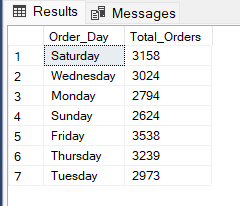 Results Messages
Order_Day Total_Orders
1 Saturday 3158
2 Wednesday 3024
3 Monday 2794
4 Sunday 2624
5 Friday 3538
6 Thursday 3239
7 Tuesday 2973